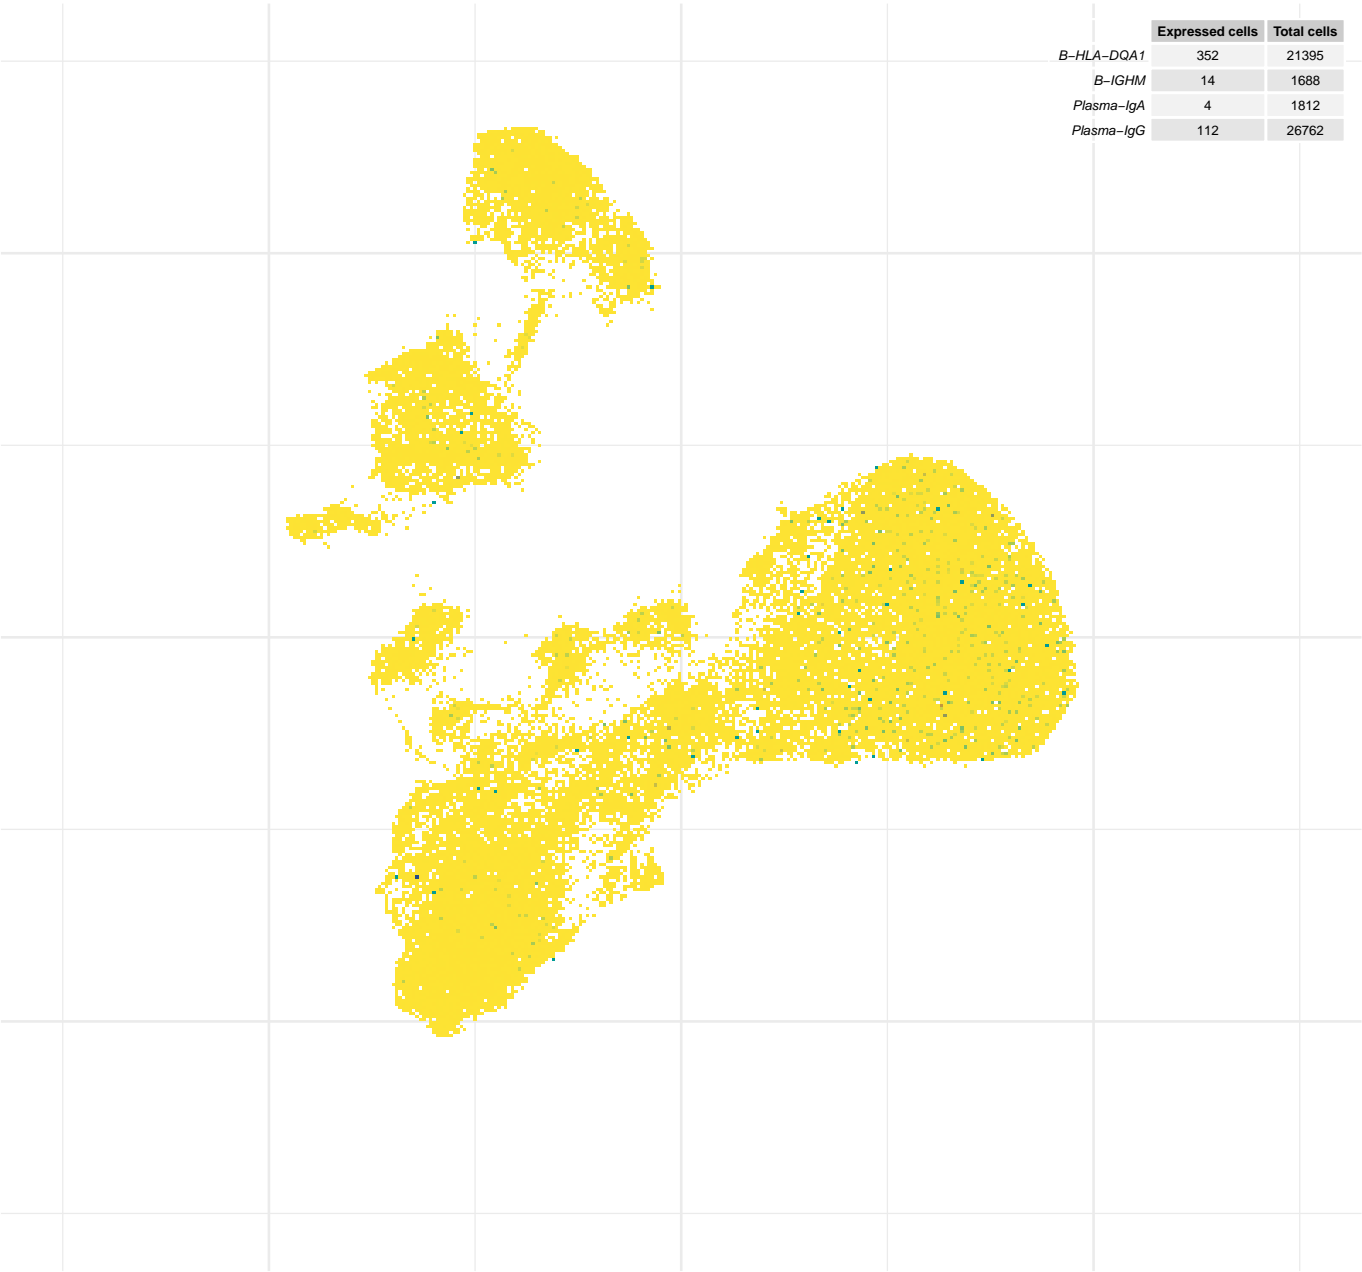 Expressed cells Total cells
B−HLA−DQA1 352 21395
B−IGHM 14 1688
Plasma−IgA 4 1812
Plasma−IgG 112 26762